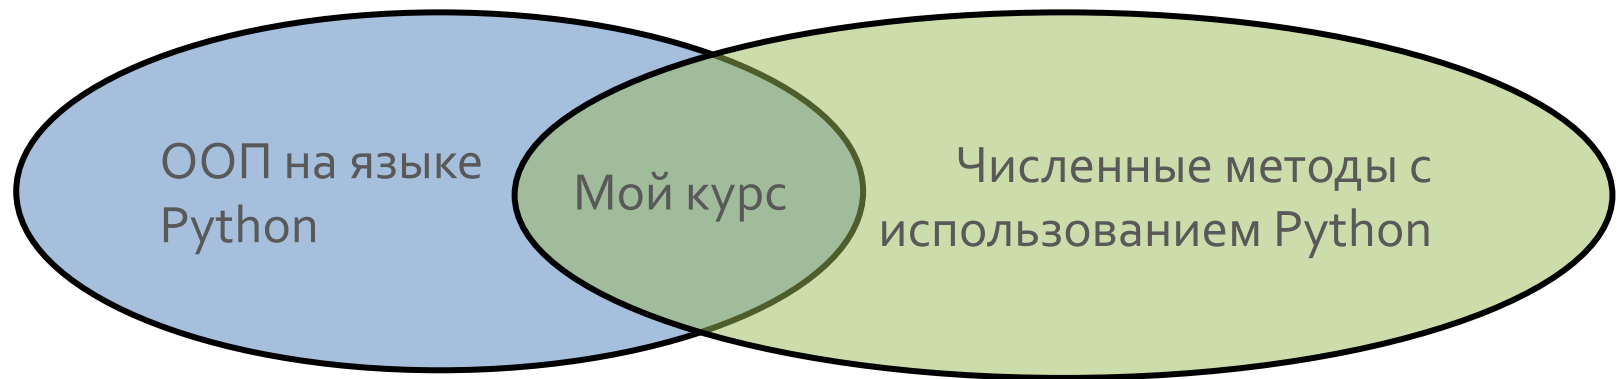 ООП на языке
Python
Мой курс
Численные методы с
использованием Python